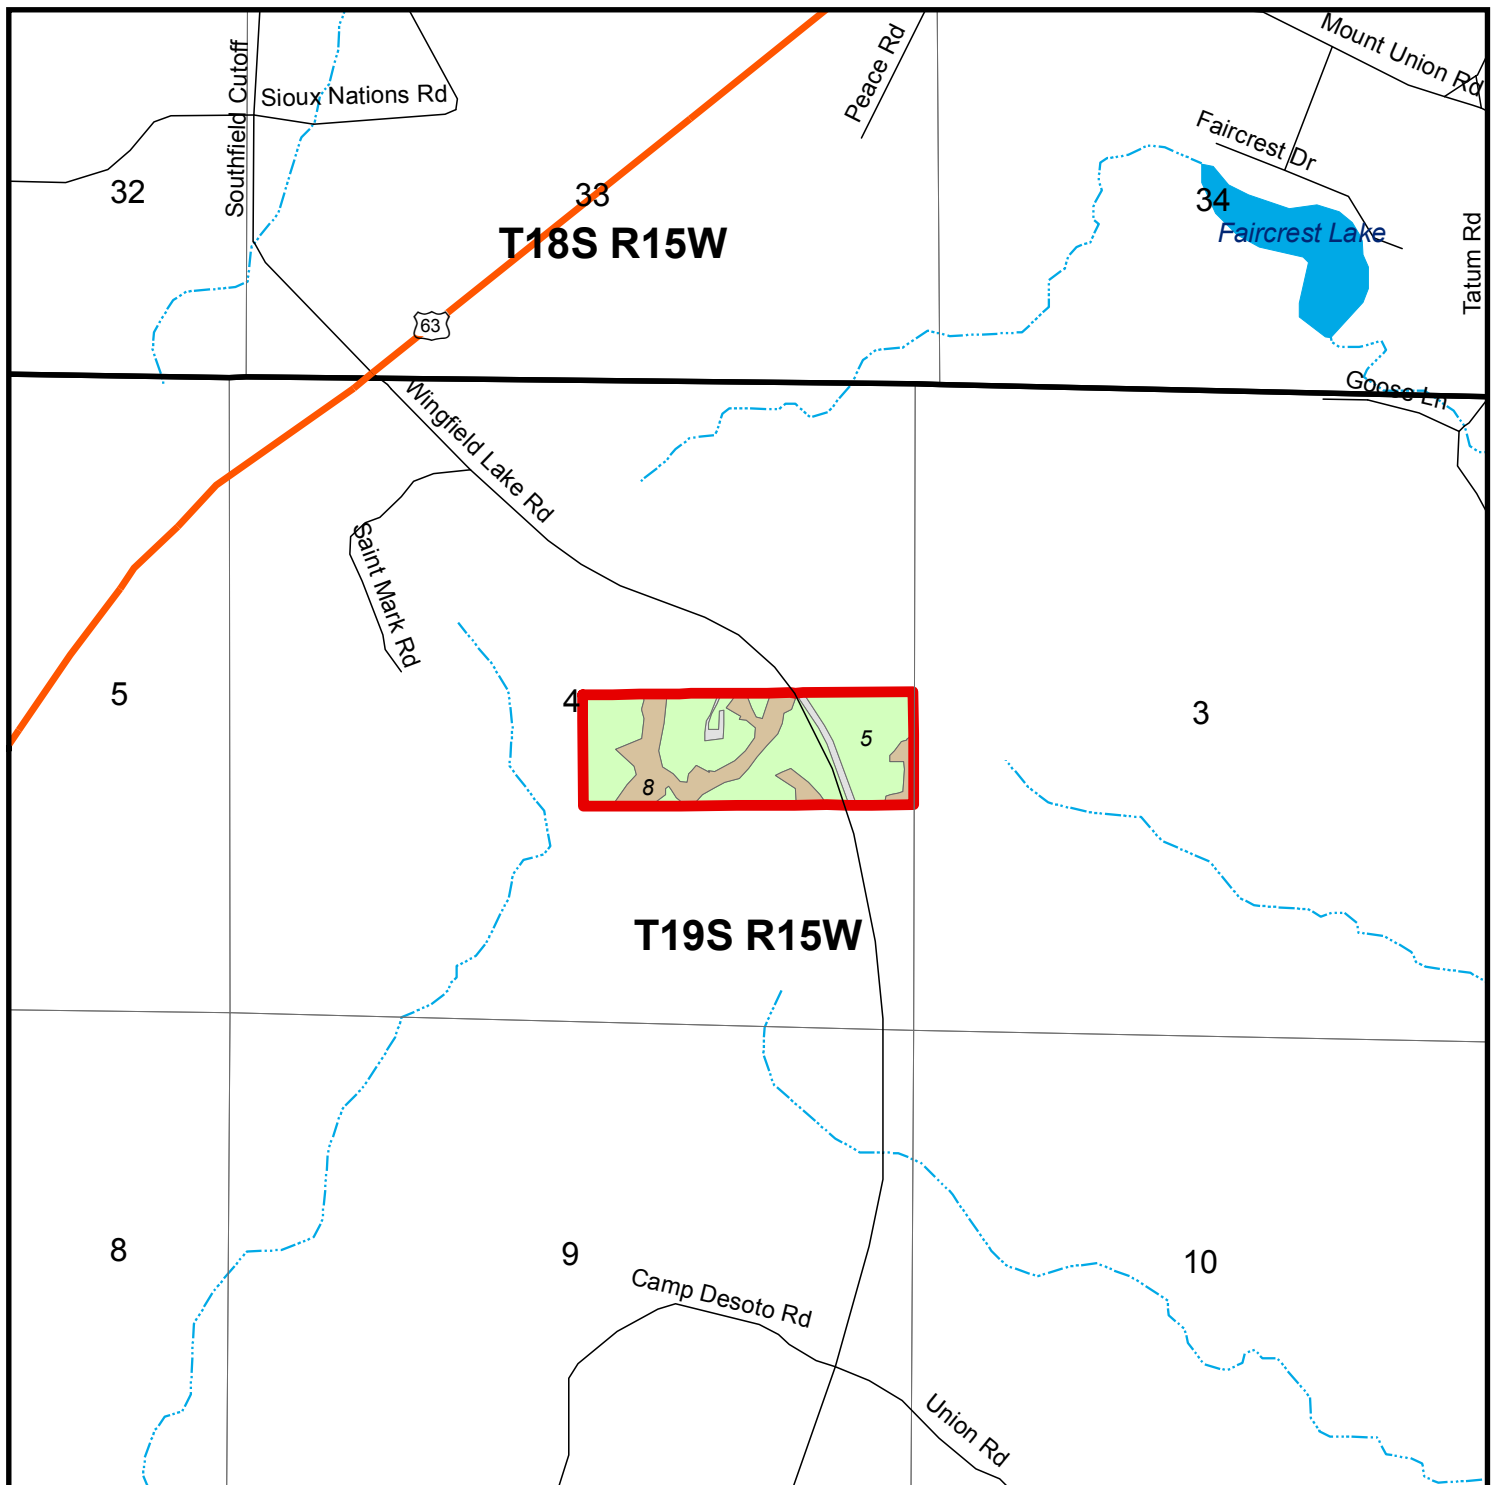 Mount Union Rd
Peace Rd
Southfield Cutoff
Sioux Nations Rd
Faircrest Dr
32
33
34
T18S R15W
Faircrest Lake
Tatum Rd
63
Goose Ln
Wingfield Lake Rd
Saint Mark Rd
5
4
3
5
8
T19S R15W
8
9
10
Camp Desoto Rd
Union Rd